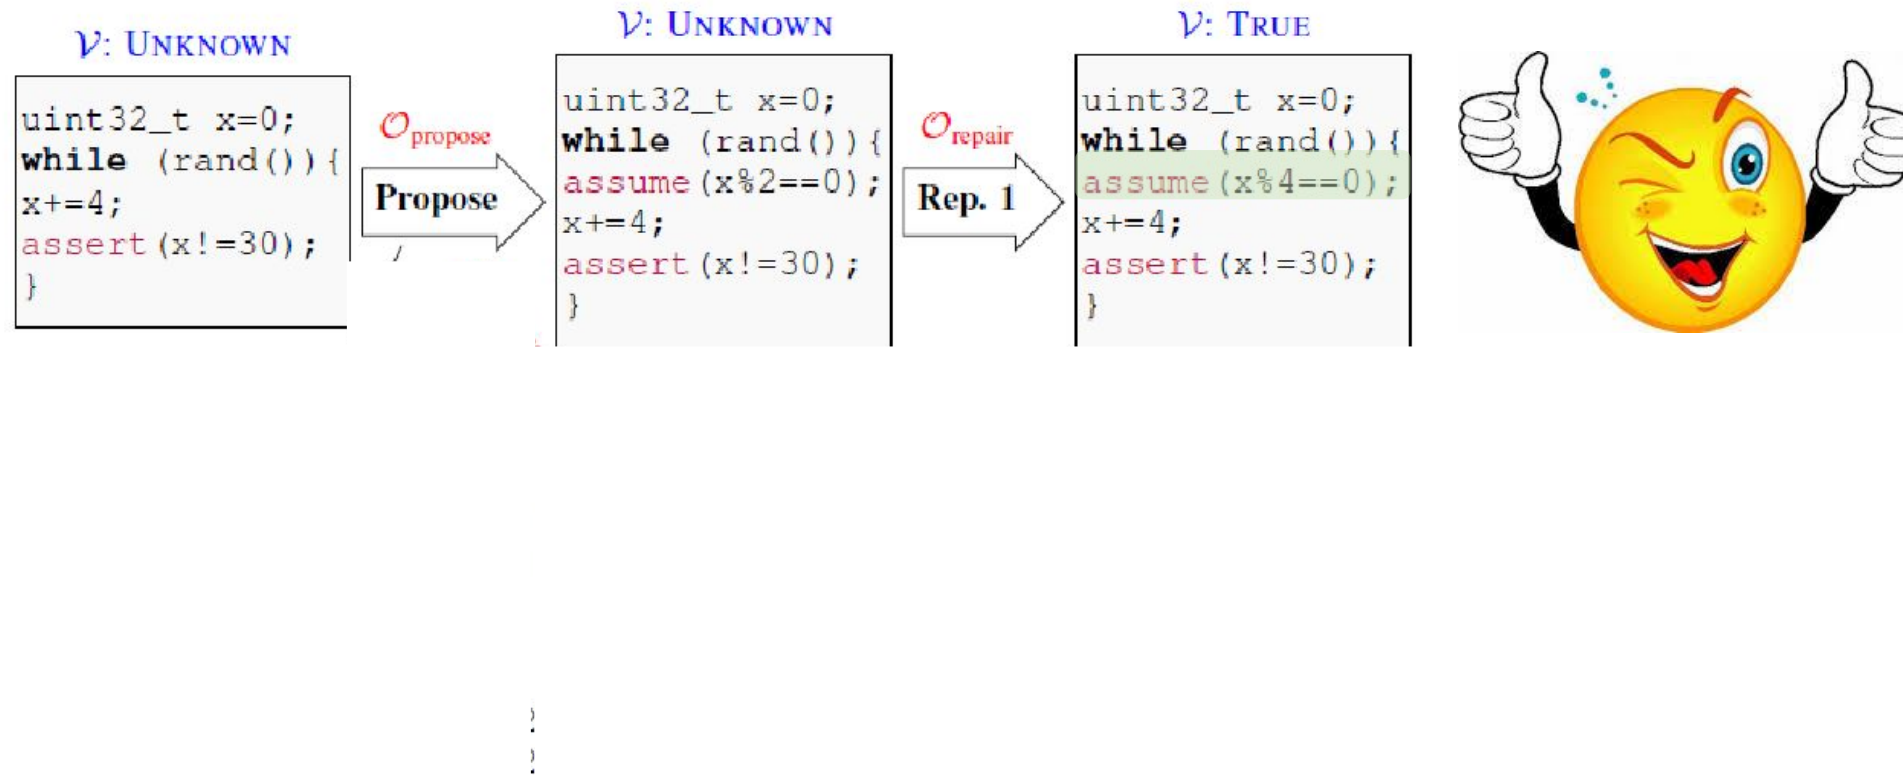 𝒱: UNKNOWN
uint32_t x=0;
while (rand()){
x+=4;
assert(x!=30);
}
𝒪propose
Propose
𝒱: UNKNOWN
uint32_t x=0;
while (rand()){
assume(x%2==0);
x+=4;
assert(x!=30);
}
𝒪repair
Rep. 1
𝒱: TRUE
uint32_t x=0;
while (rand()){
assume(x%4==0);
x+=4;
assert(x!=30);
}